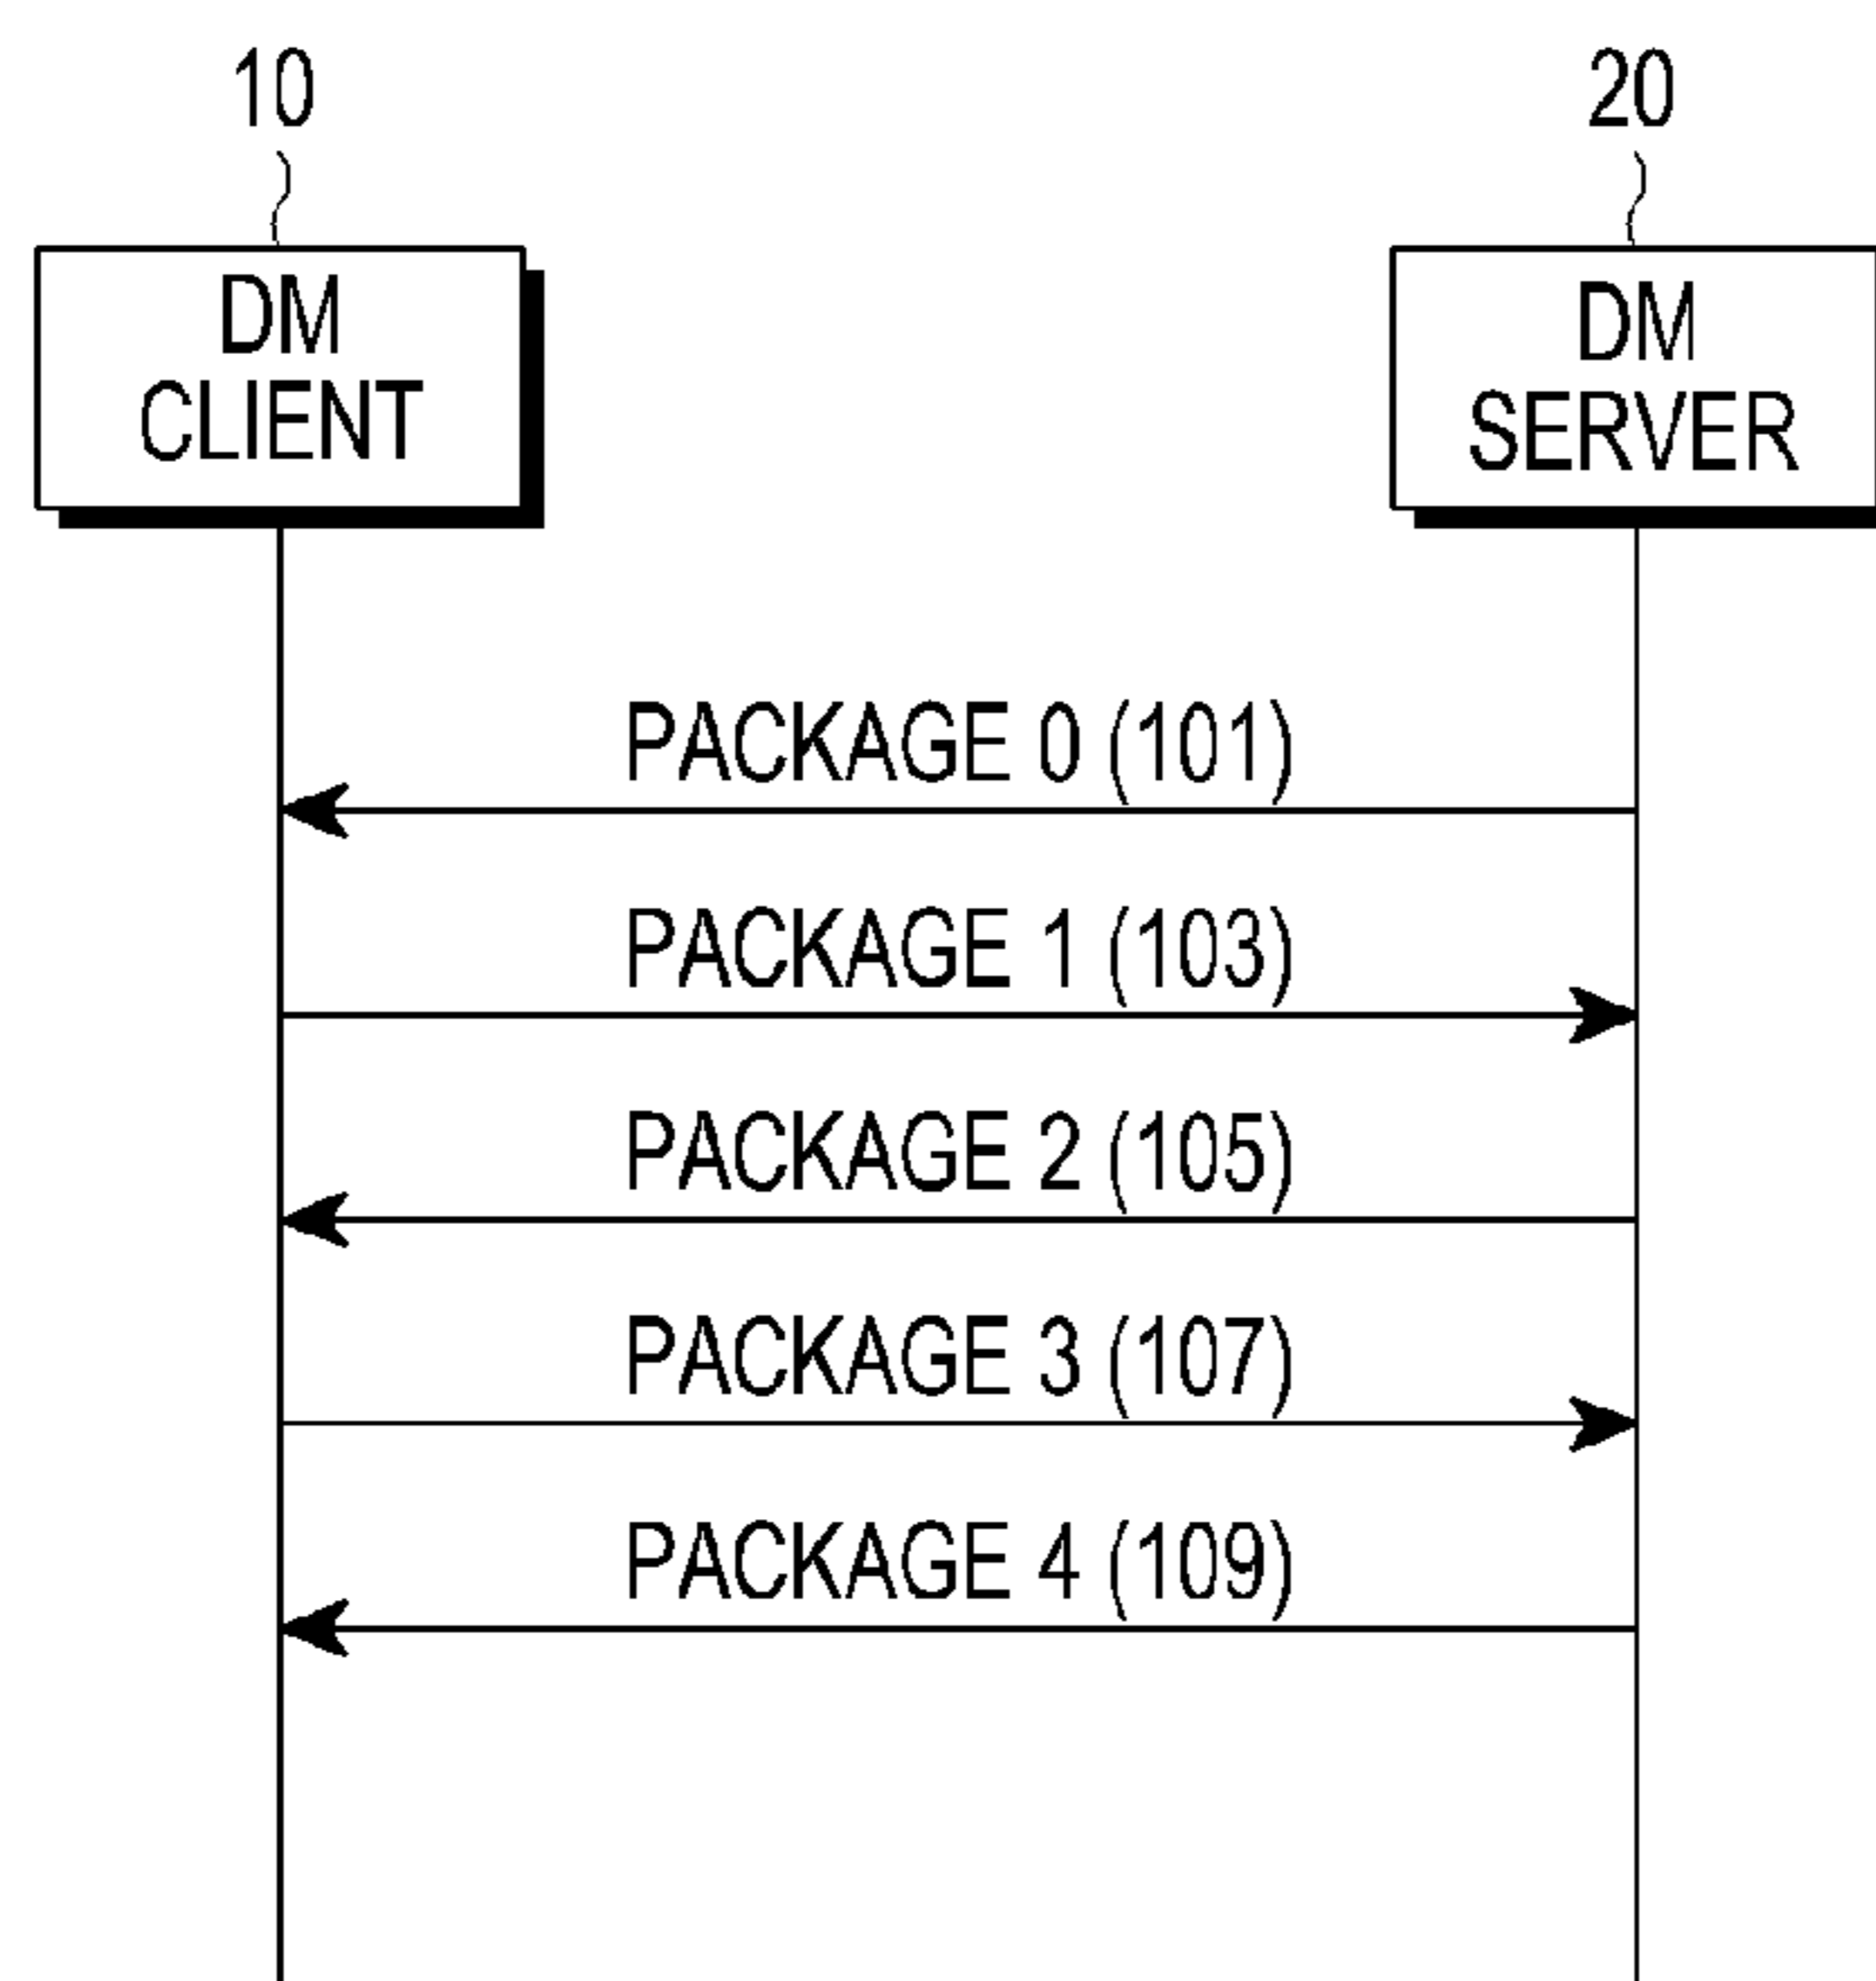 10
20
DM
CLIENT
DM
SERVER
PACKAGE 0 (101)
PACKAGE 1 (103)
PACKAGE 2 (105)
PACKAGE 3 (107)
PACKAGE 4 (109)